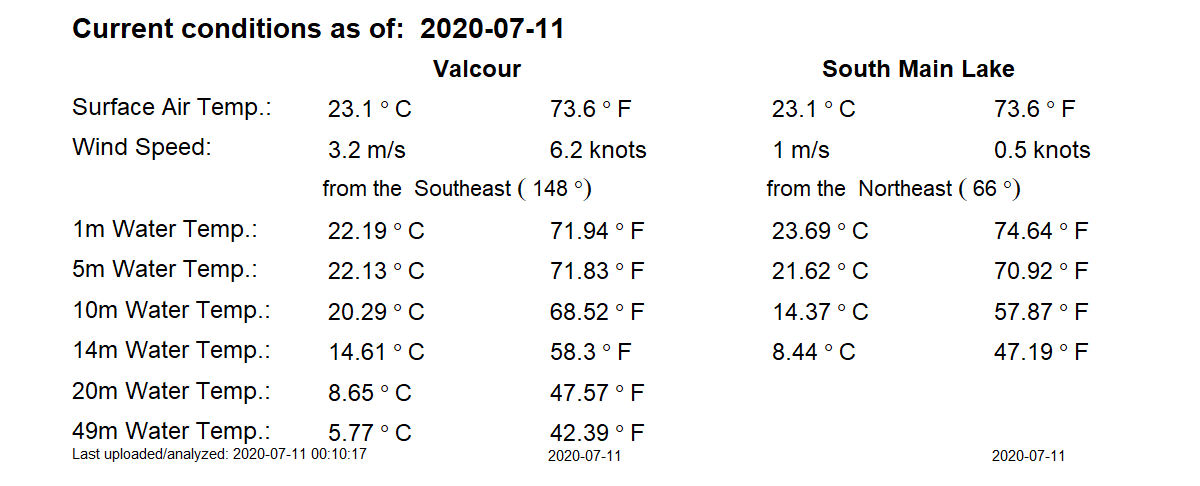 Current conditions as of:  2020-07-11
Valcour South Main Lake
Surface Air Temp.: 23.1 ° C 73.6 ° F 23.1 ° C 73.6 ° F
Wind Speed: 3.2 m/s 6.2 knots 1 m/s 0.5 knots
from the  Southeast ( 148 °) from the  Northeast ( 66 °)
1m Water Temp.: 22.19 ° C 71.94 ° F 23.69 ° C 74.64 ° F
5m Water Temp.: 22.13 ° C 71.83 ° F 21.62 ° C 70.92 ° F
10m Water Temp.: 20.29 ° C 68.52 ° F 14.37 ° C 57.87 ° F
14m Water Temp.: 14.61 ° C 58.3 ° F 8.44 ° C 47.19 ° F
20m Water Temp.: 8.65 ° C 47.57 ° F
49m Water Temp.: 5.77 ° C 42.39 ° F
Last uploaded/analyzed: 2020-07-11 00:10:17 2020-07-11 2020-07-11